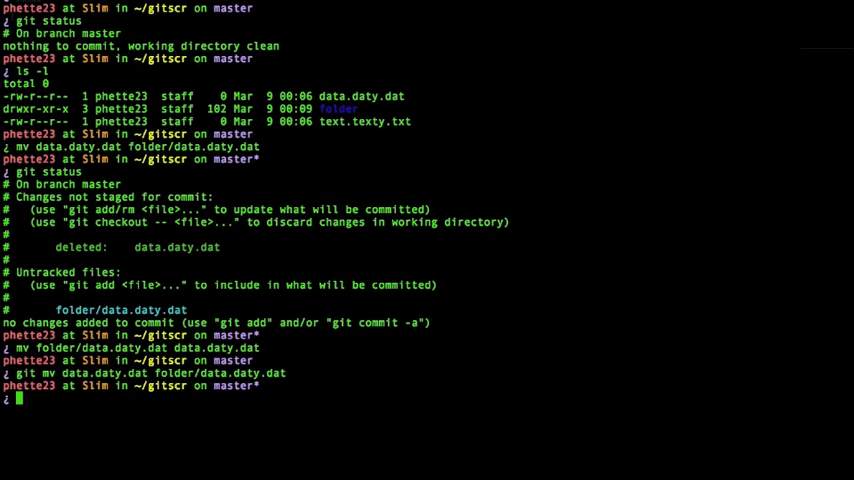 phette23 at Slim in ~/gitscr on master
¿ git status
# On branch master
nothing to commit, working directory clean
phette23 at Slim in ~/gitscr on master
¿ ls -l
total 0
-rw-r--r--  1 phette23  staff    0 Mar  9 00:06 data.daty.dat
drwxr-xr-x  3 phette23  staff  102 Mar  9 00:09 folder
-rw-r--r--  1 phette23  staff    0 Mar  9 00:06 text.texty.txt
phette23 at Slim in ~/gitscr on master
¿ mv data.daty.dat folder/data.daty.dat
phette23 at Slim in ~/gitscr on master*
¿ git status
# On branch master
# Changes not staged for commit:
#   (use "git add/rm <file>..." to update what will be committed)
#   (use "git checkout -- <file>..." to discard changes in working directory)
#
#       deleted:    data.daty.dat
#
# Untracked files:
#   (use "git add <file>..." to include in what will be committed)
#
#       folder/data.daty.dat
no changes added to commit (use "git add" and/or "git commit -a")
phette23 at Slim in ~/gitscr on master*
¿ mv folder/data.daty.dat data.daty.dat
phette23 at Slim in ~/gitscr on master
¿ git mv data.daty.dat folder/data.daty.dat
phette23 at Slim in ~/gitscr on master*
¿